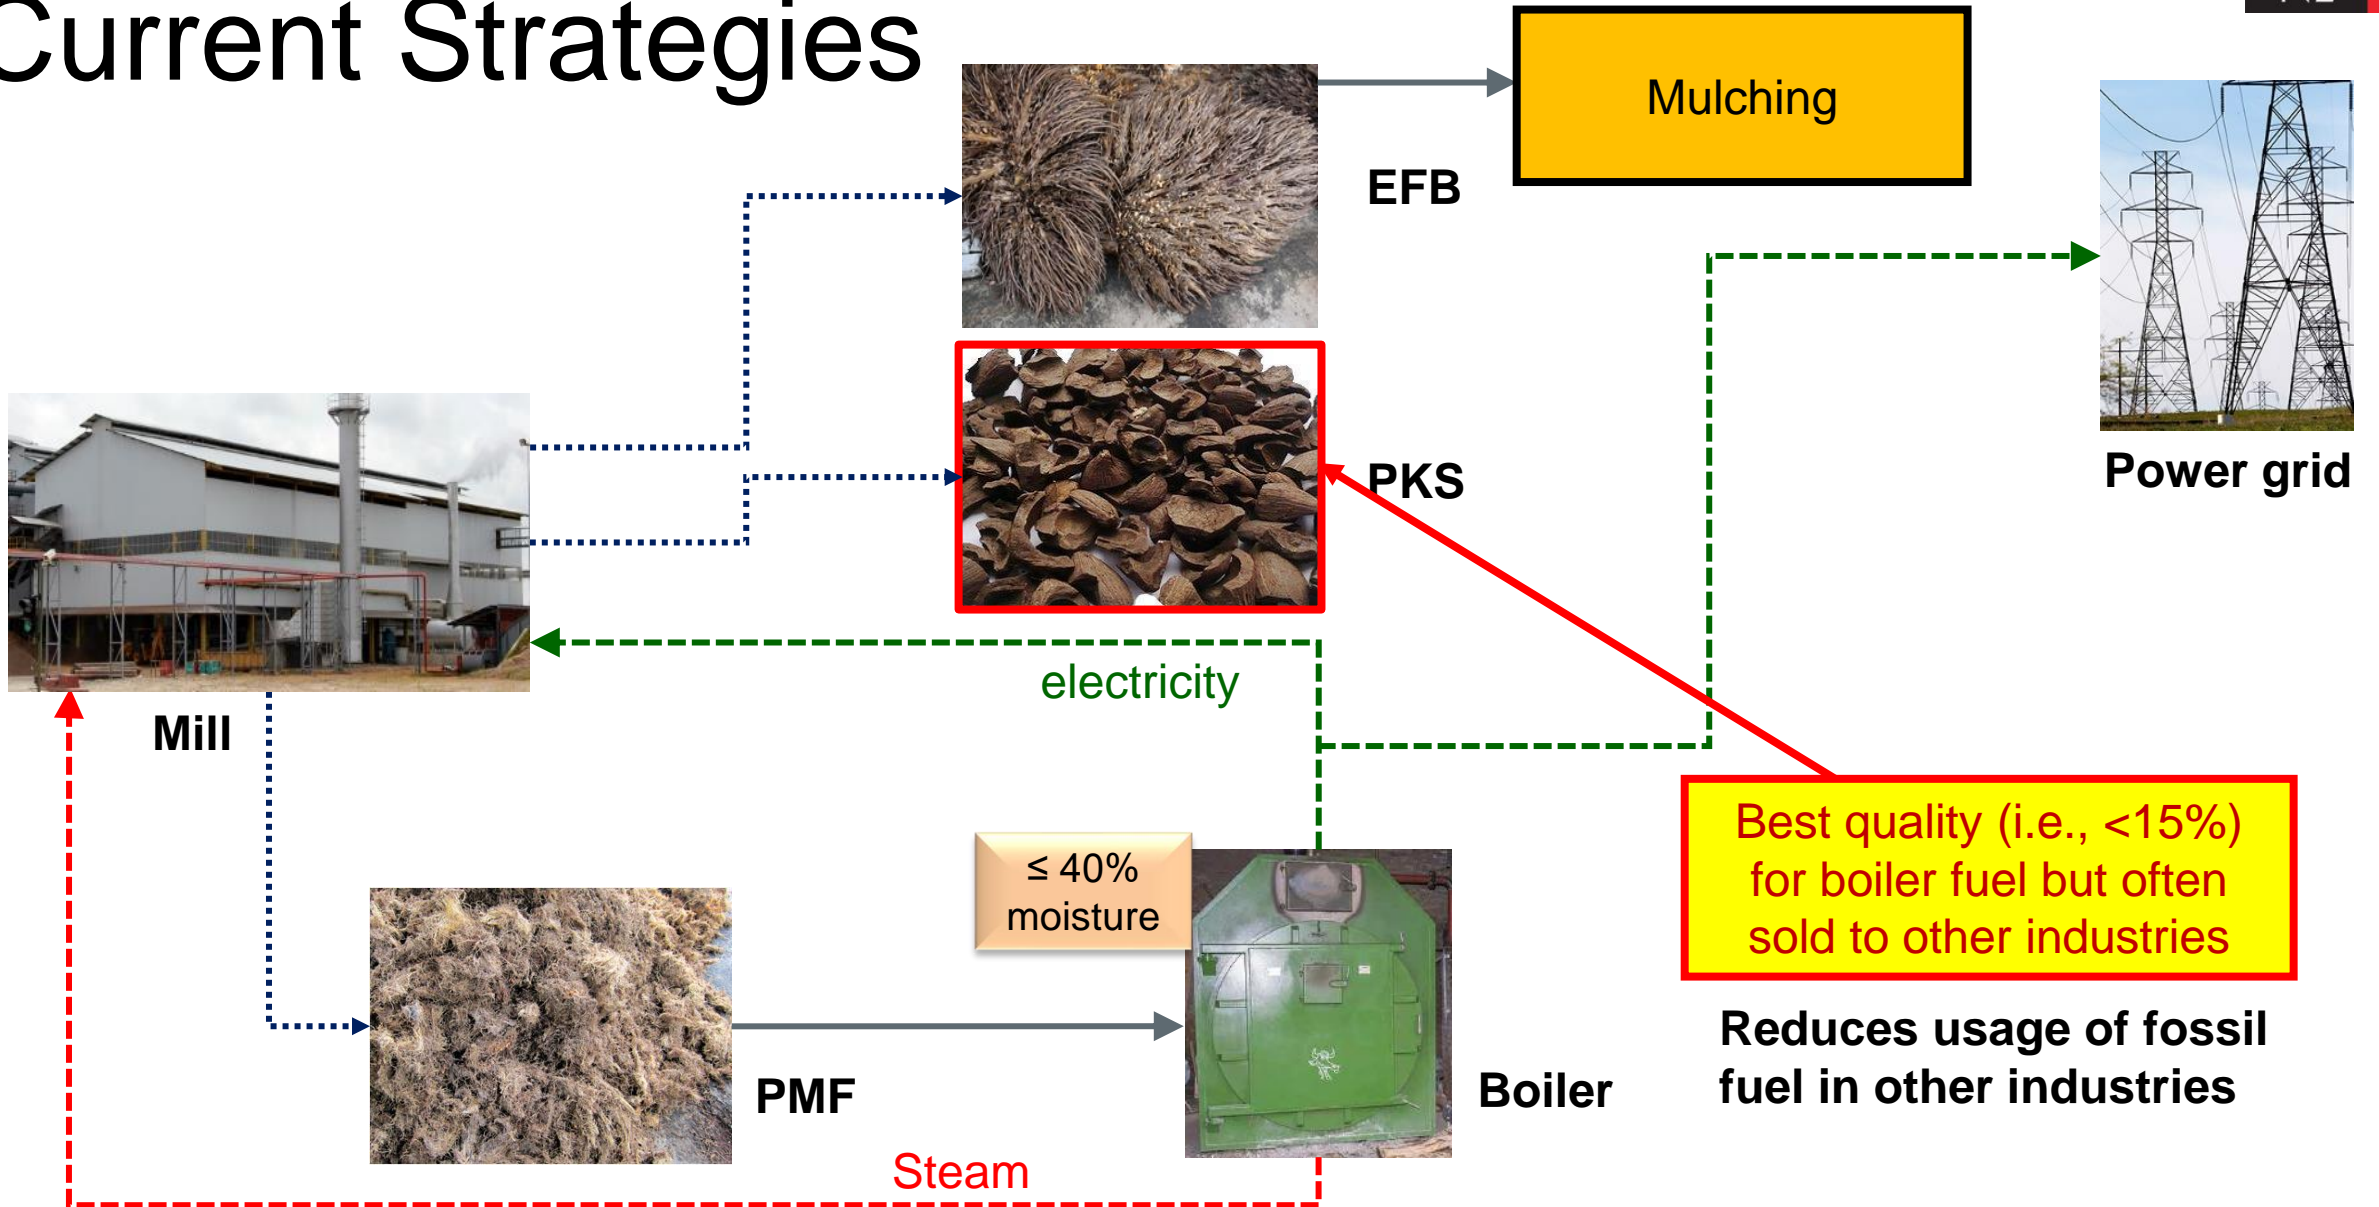 Current Strategies
Mulching
EFB
Power grid
PKS
electricity
Mill
Best quality (i.e., <15%)
for boiler fuel but often
sold to other industries
≤ 40%
moisture
Reduces usage of fossil
fuel in other industries
PMF
Boiler
Steam